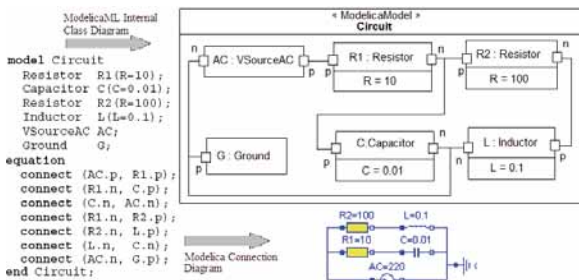 ModelicaML Internal
Class Diagram
model Circuit
Resistor R1(R=10);
Capacitor C(C=0.01);
Resistor R2(R=100);
Inductor L(L=0.1);
VSourceAC AC;
Ground G;
equation
connect (AC.p, R1.p);
connect (R1.n, C.p);
connect (C.n, AC.n);
connect (R1.n, R2.p);
connect (R2.n, L.p);
connect (L.n, C.n);
connect (AC.n, G.p);
end Circuit;
Modelica Connection
Diagram
« ModelicaModel »
Circuit
n
AC : VSourceAC
p
p
R1 : Resistor
R = 10
n
p
R2 : Resistor
R = 100
n
G : Ground
p
p
C:Capacitor
C = 0.01
n
n
L : Inductor
L = 0.1
p
R2=100
L=0.1
R1=10
C=0.01
AC=220